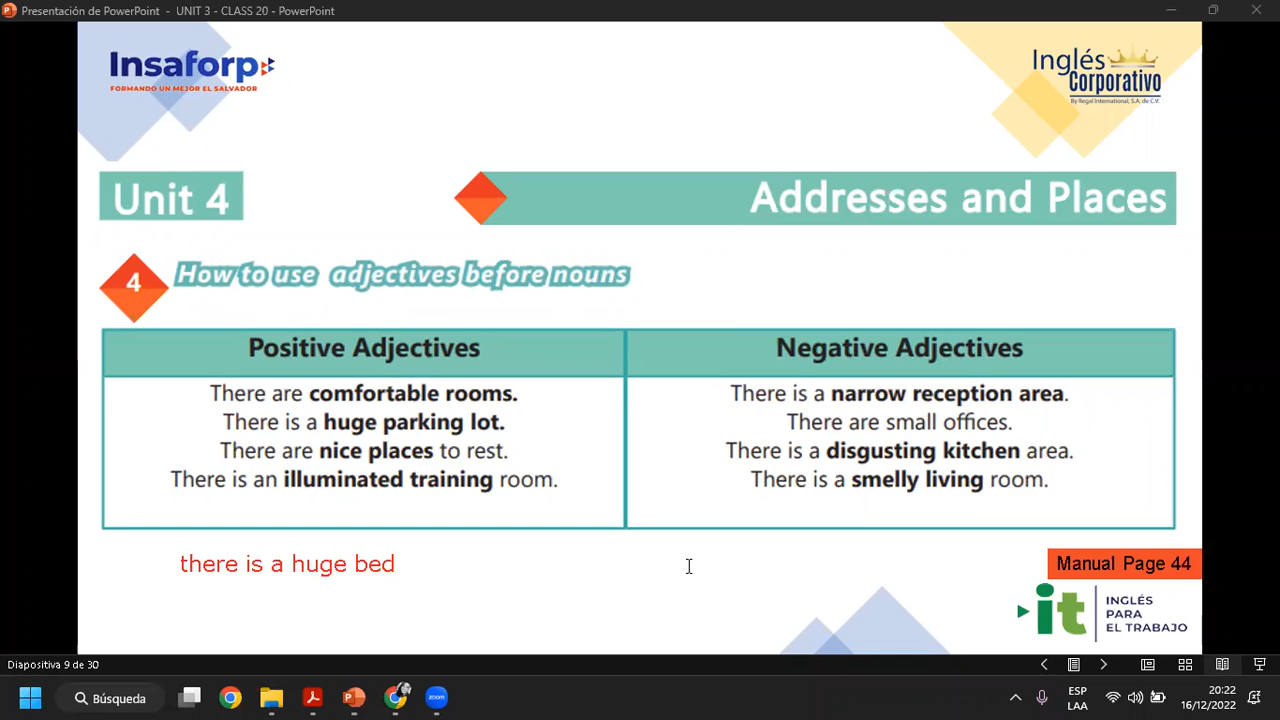 Presentación de PowerPoint - UNIT 3 - CLASS 20 - PowerPoint
Insaforp
FORMANDO UN MEJOR EL SALVADOR
Inglés
Corporativo
By Regal International, S.A. de C.V.
Unit 4
Addresses and Places
4
How to use adjectives before nouns
Positive Adjectives
There are comfortable rooms.
There is a huge parking lot.
There are nice places to rest.
There is an illuminated training room.
Negative Adjectives
There is a narrow reception area.
There are small offices.
There is a disgusting kitchen area.
There is a smelly living room.
there is a huge bed
Manual Page 44
it
INGLÉS
PARA
EL TRABAJO
Diapositiva 9 de 30
Búsqueda
zoom
ESP
LAA
20:22
16/12/2022